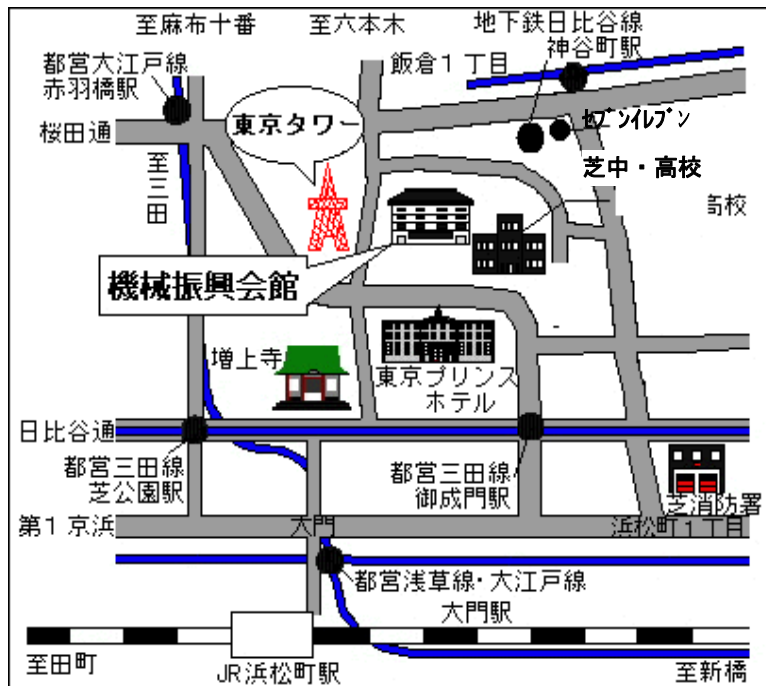 至麻布十番
至六本木
地下鉄日比谷線
神谷町駅
都営大江戸線
赤羽橋駅
飯倉1丁目
桜田通
東京タワー
セブンイレブン
至三田
芝中・高校
高校
機械振興会館
増上寺
東京プリンス
ホテル
日比谷通
都営三田線
芝公園駅
都営三田線
御成門駅
芝消防署
第1京浜
大門
浜松町1丁目
都営浅草線・大江戸線
大門駅
至田町
JR浜松町駅
至新橋